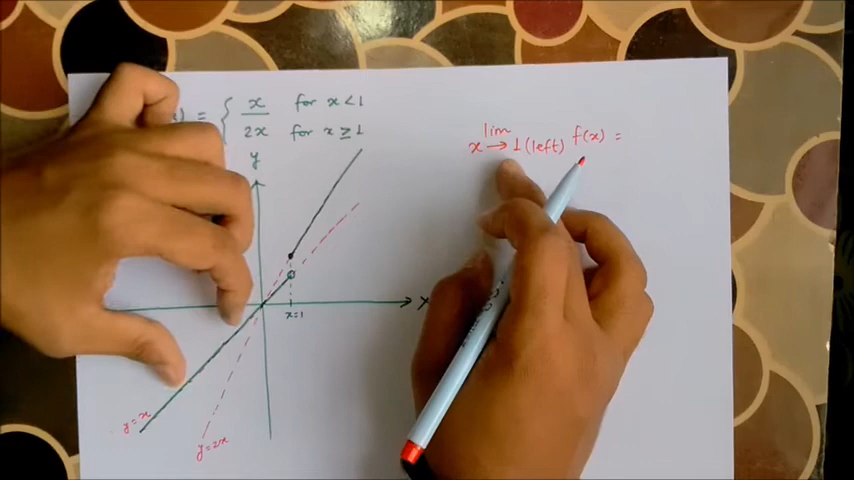 x) = { x for x < 1
2x for x ≥ 1
lim
x → 1 (left) f(x) =
y
X
x=1
y=x
y=2x